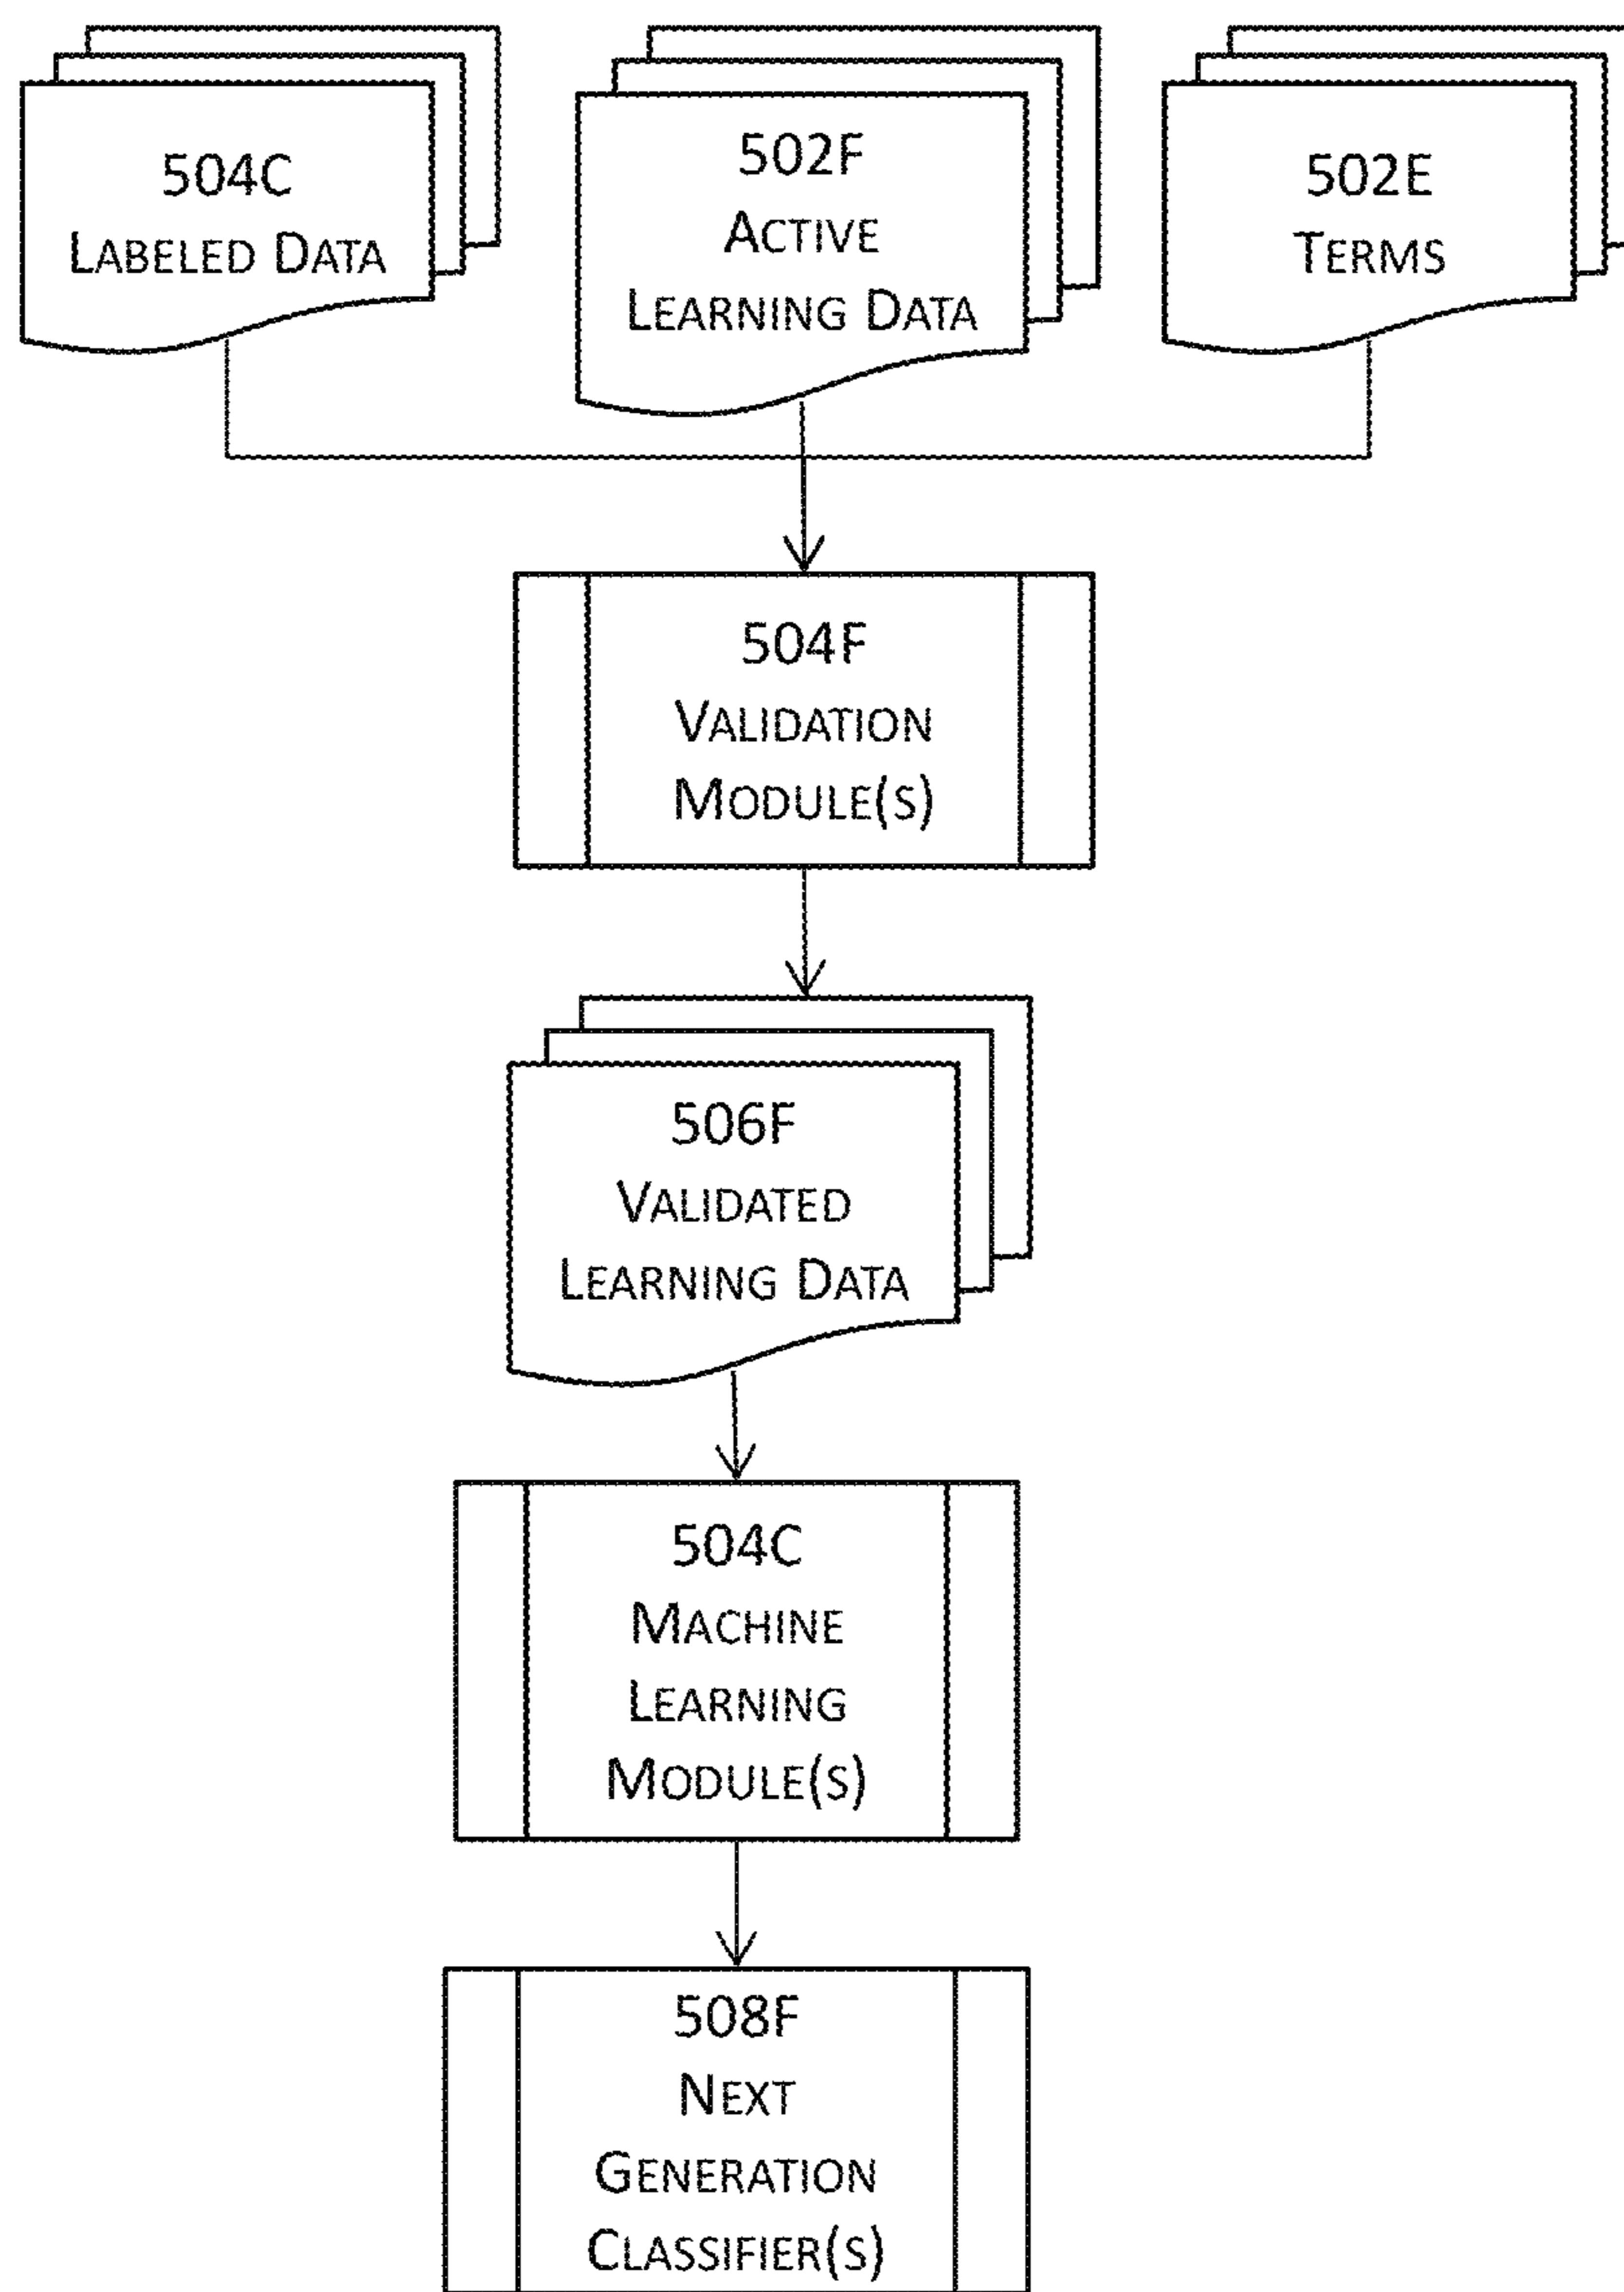 504C
LABELED DATA
502F
ACTIVE
LEARNING DATA
502E
TERMS
504F
VALIDATION
MODULE(S)
506F
VALIDATED
LEARNING DATA
504C
MACHINE
LEARNING
MODULE(S)
508F
NEXT
GENERATION
CLASSIFIER(S)